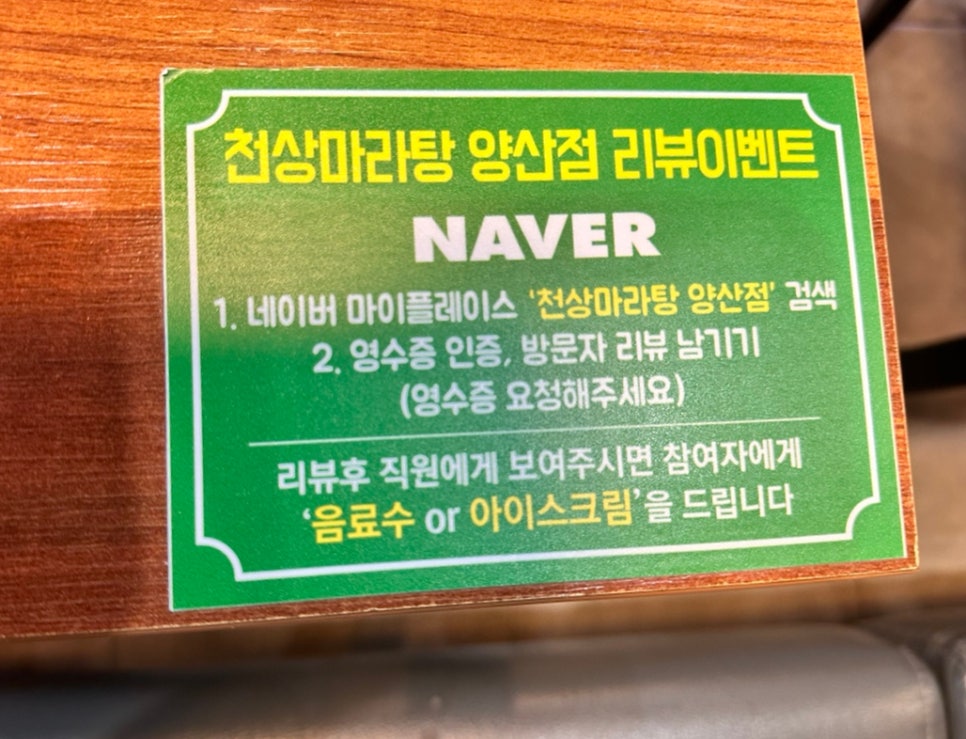 천상마라탕 양산점 리뷰이벤트
NAVER
1. 네이버 마이플레이스 '천상마라탕 양산점' 검색
2. 영수증 인증, 방문자 리뷰 남기기
(영수증 요청해주세요)
리뷰후 직원에게 보여주시면 참여자에게
'음료수 or 아이스크림'을 드립니다